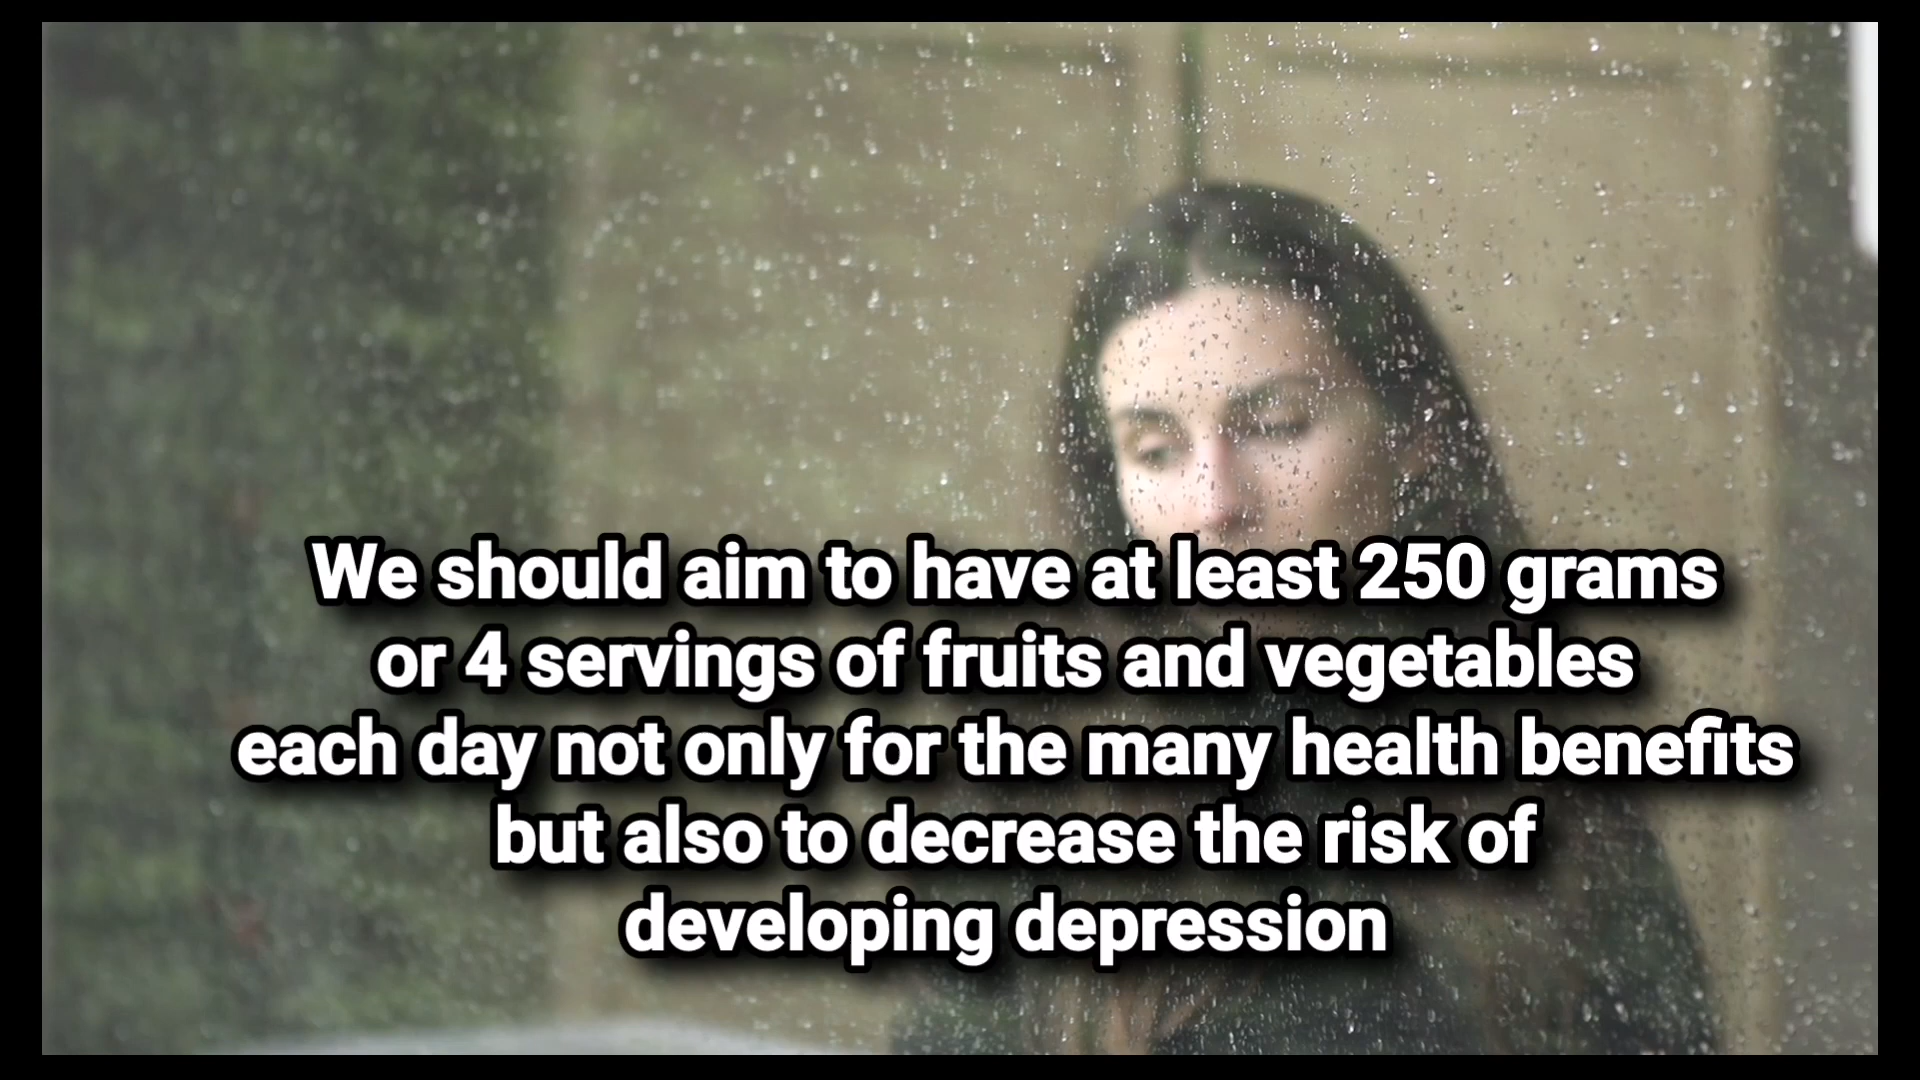 We should aim to have at least 250 grams
or 4 servings of fruits and vegetables
each day not only for the many health benefits
but also to decrease the risk of
developing depression